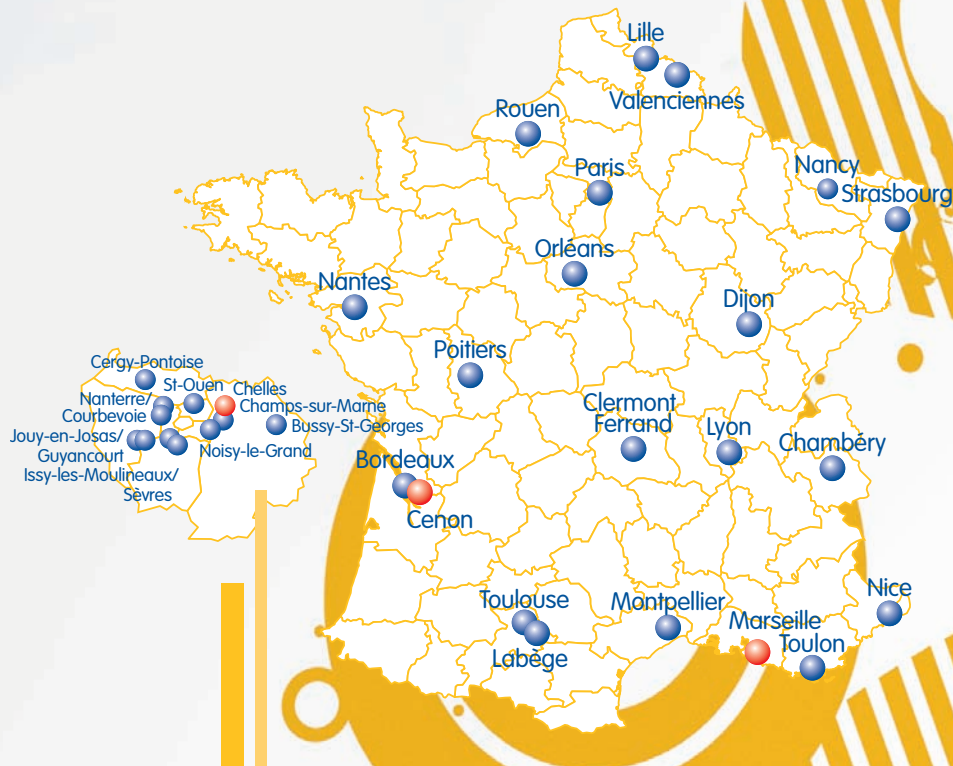 Lille
Valenciennes
Rouen
Paris
Nancy
Strasbourg
Orléans
Nantes
Dijon
Poitiers
Cergy-Pontoise
St-Ouen
Chelles
Nanterre/
Courbevoie
Champs-sur-Marne
Bussy-St-Georges
Jouy-en-Josas/
Guyancourt
Noisy-le-Grand
Issy-les-Moulineaux/
Sèvres
Clermont
Ferrand
Lyon
Chambéry
Bordeaux
Cenon
Toulouse
Labège
Montpellier
Marseille
Toulon
Nice